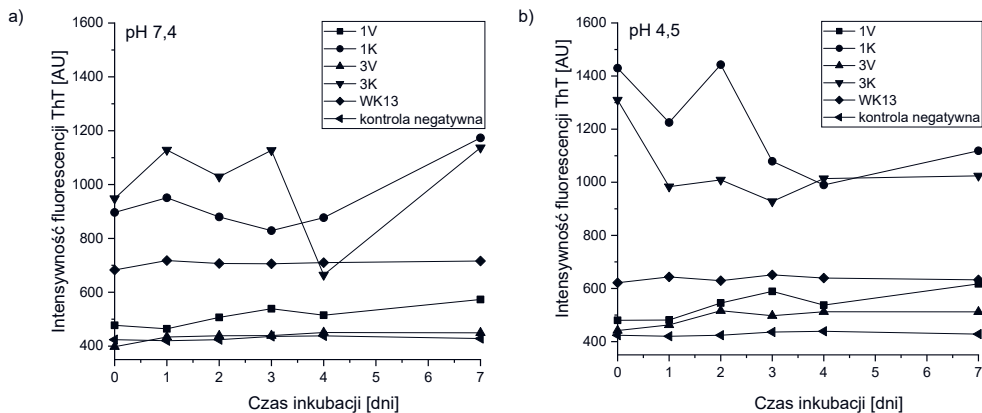 a)
pH 7,4
1V
1K
3V
3K
WK13
kontrola negatywna
Intensywność fluorescencji ThT [AU]
1600
1400
1200
1000
800
600
400
0 1 2 3 4 5 6 7
Czas inkubacji [dni]
b)
pH 4,5
1V
1K
3V
3K
WK13
kontrola negatywna
Intensywność fluorescencji ThT [AU]
1600
1400
1200
1000
800
600
400
0 1 2 3 4 5 6 7
Czas inkubacji [dni]